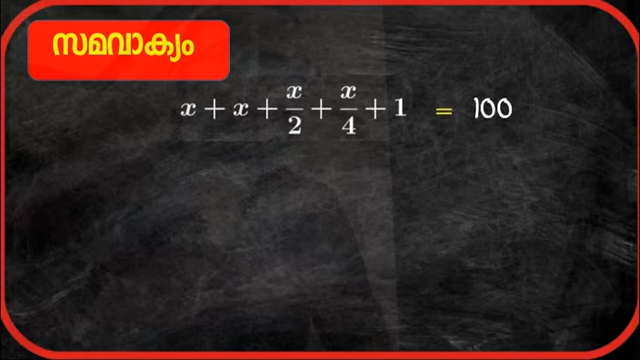 സമവാക്യം
x + x + x/2 + x/4 + 1 = 100